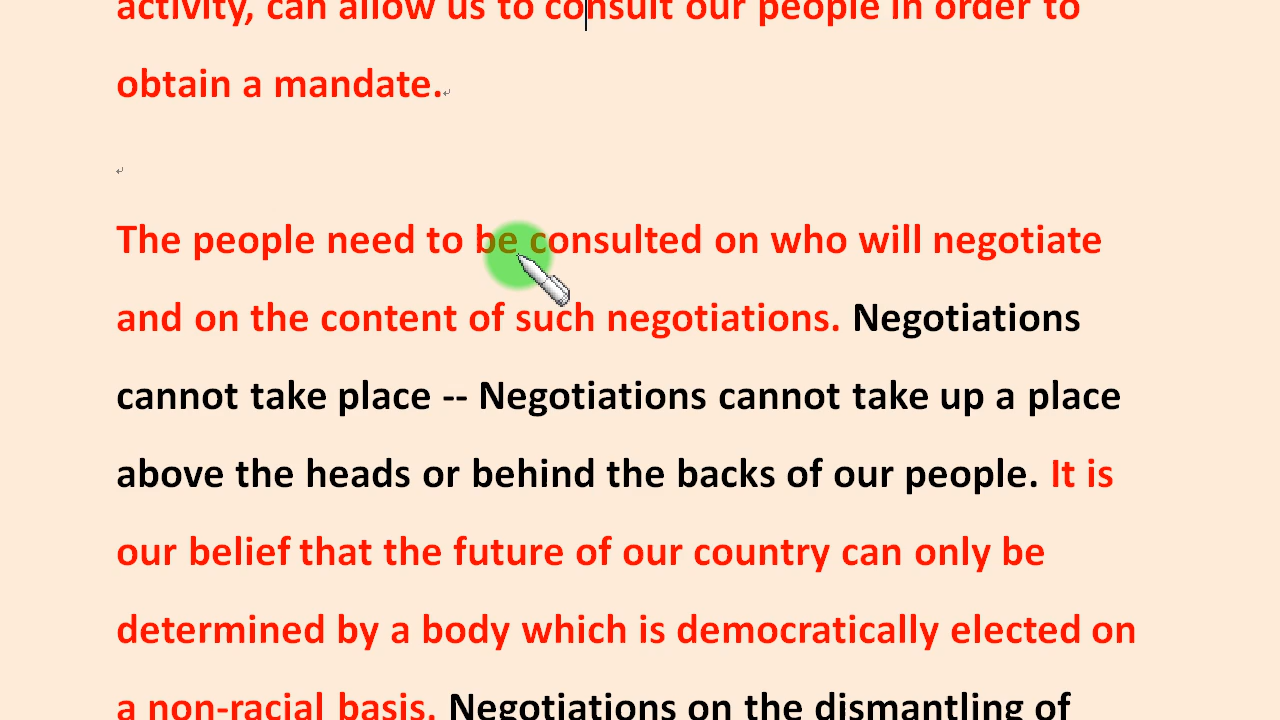 activity, can allow us to consult our people in order to
obtain a mandate.
The people need to be consulted on who will negotiate
and on the content of such negotiations. Negotiations
cannot take place -- Negotiations cannot take up a place
above the heads or behind the backs of our people. It is
our belief that the future of our country can only be
determined by a body which is democratically elected on
a non-racial basis. Negotiations on the dismantling of